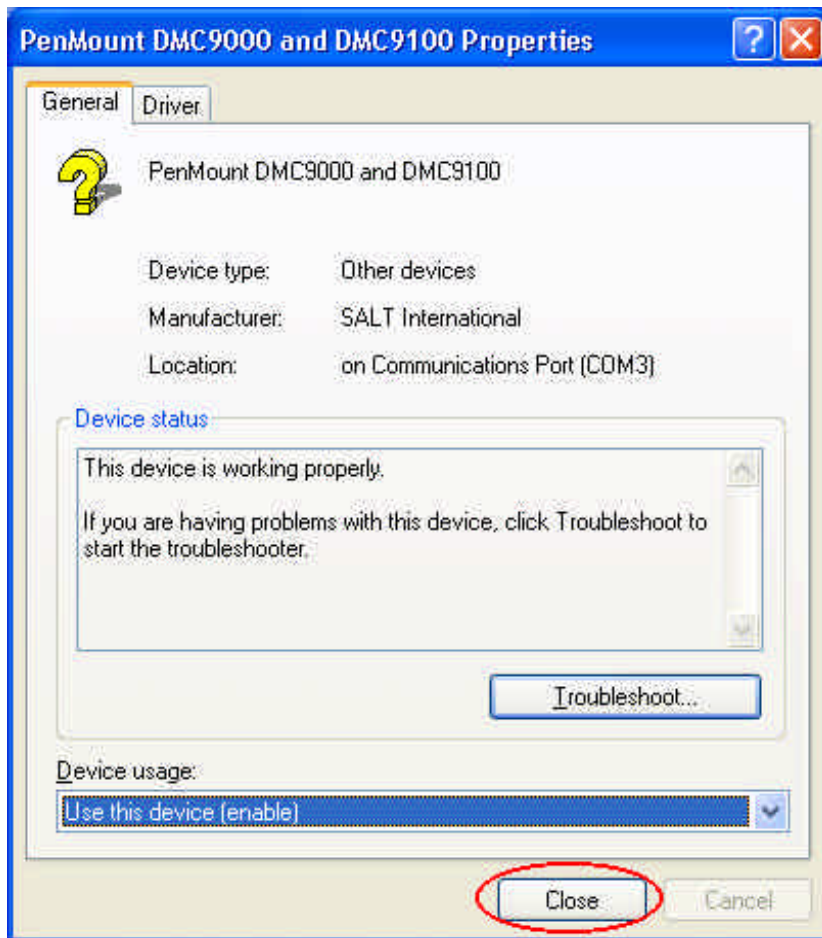 PenMount DMC9000 and DMC9100 Properties
General
Driver
PenMount DMC9000 and DMC9100
Device type: Other devices
Manufacturer: SALT International
Location: on Communications Port (COM3)
Device status
This device is working properly.
If you are having problems with this device, click Troubleshoot to
start the troubleshooter.
Troubleshoot...
Device usage:
Use this device (enable)
Close
Cancel